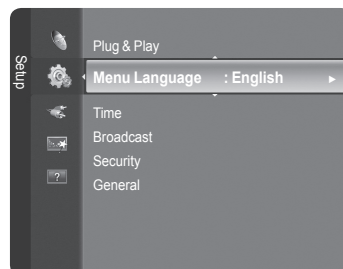 Setup
Plug & Play
Menu Language : English
Time
Broadcast
Security
General
?